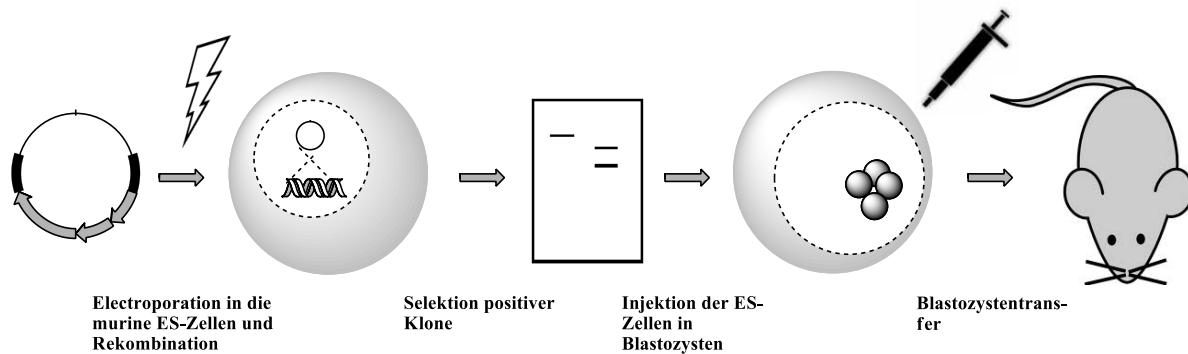 Electroporation in die
murine ES-Zellen und
Rekombination
Selektion positiver
Klone
Injektion der ES-
Zellen in
Blastozysten
Blastozystentrans-
fer